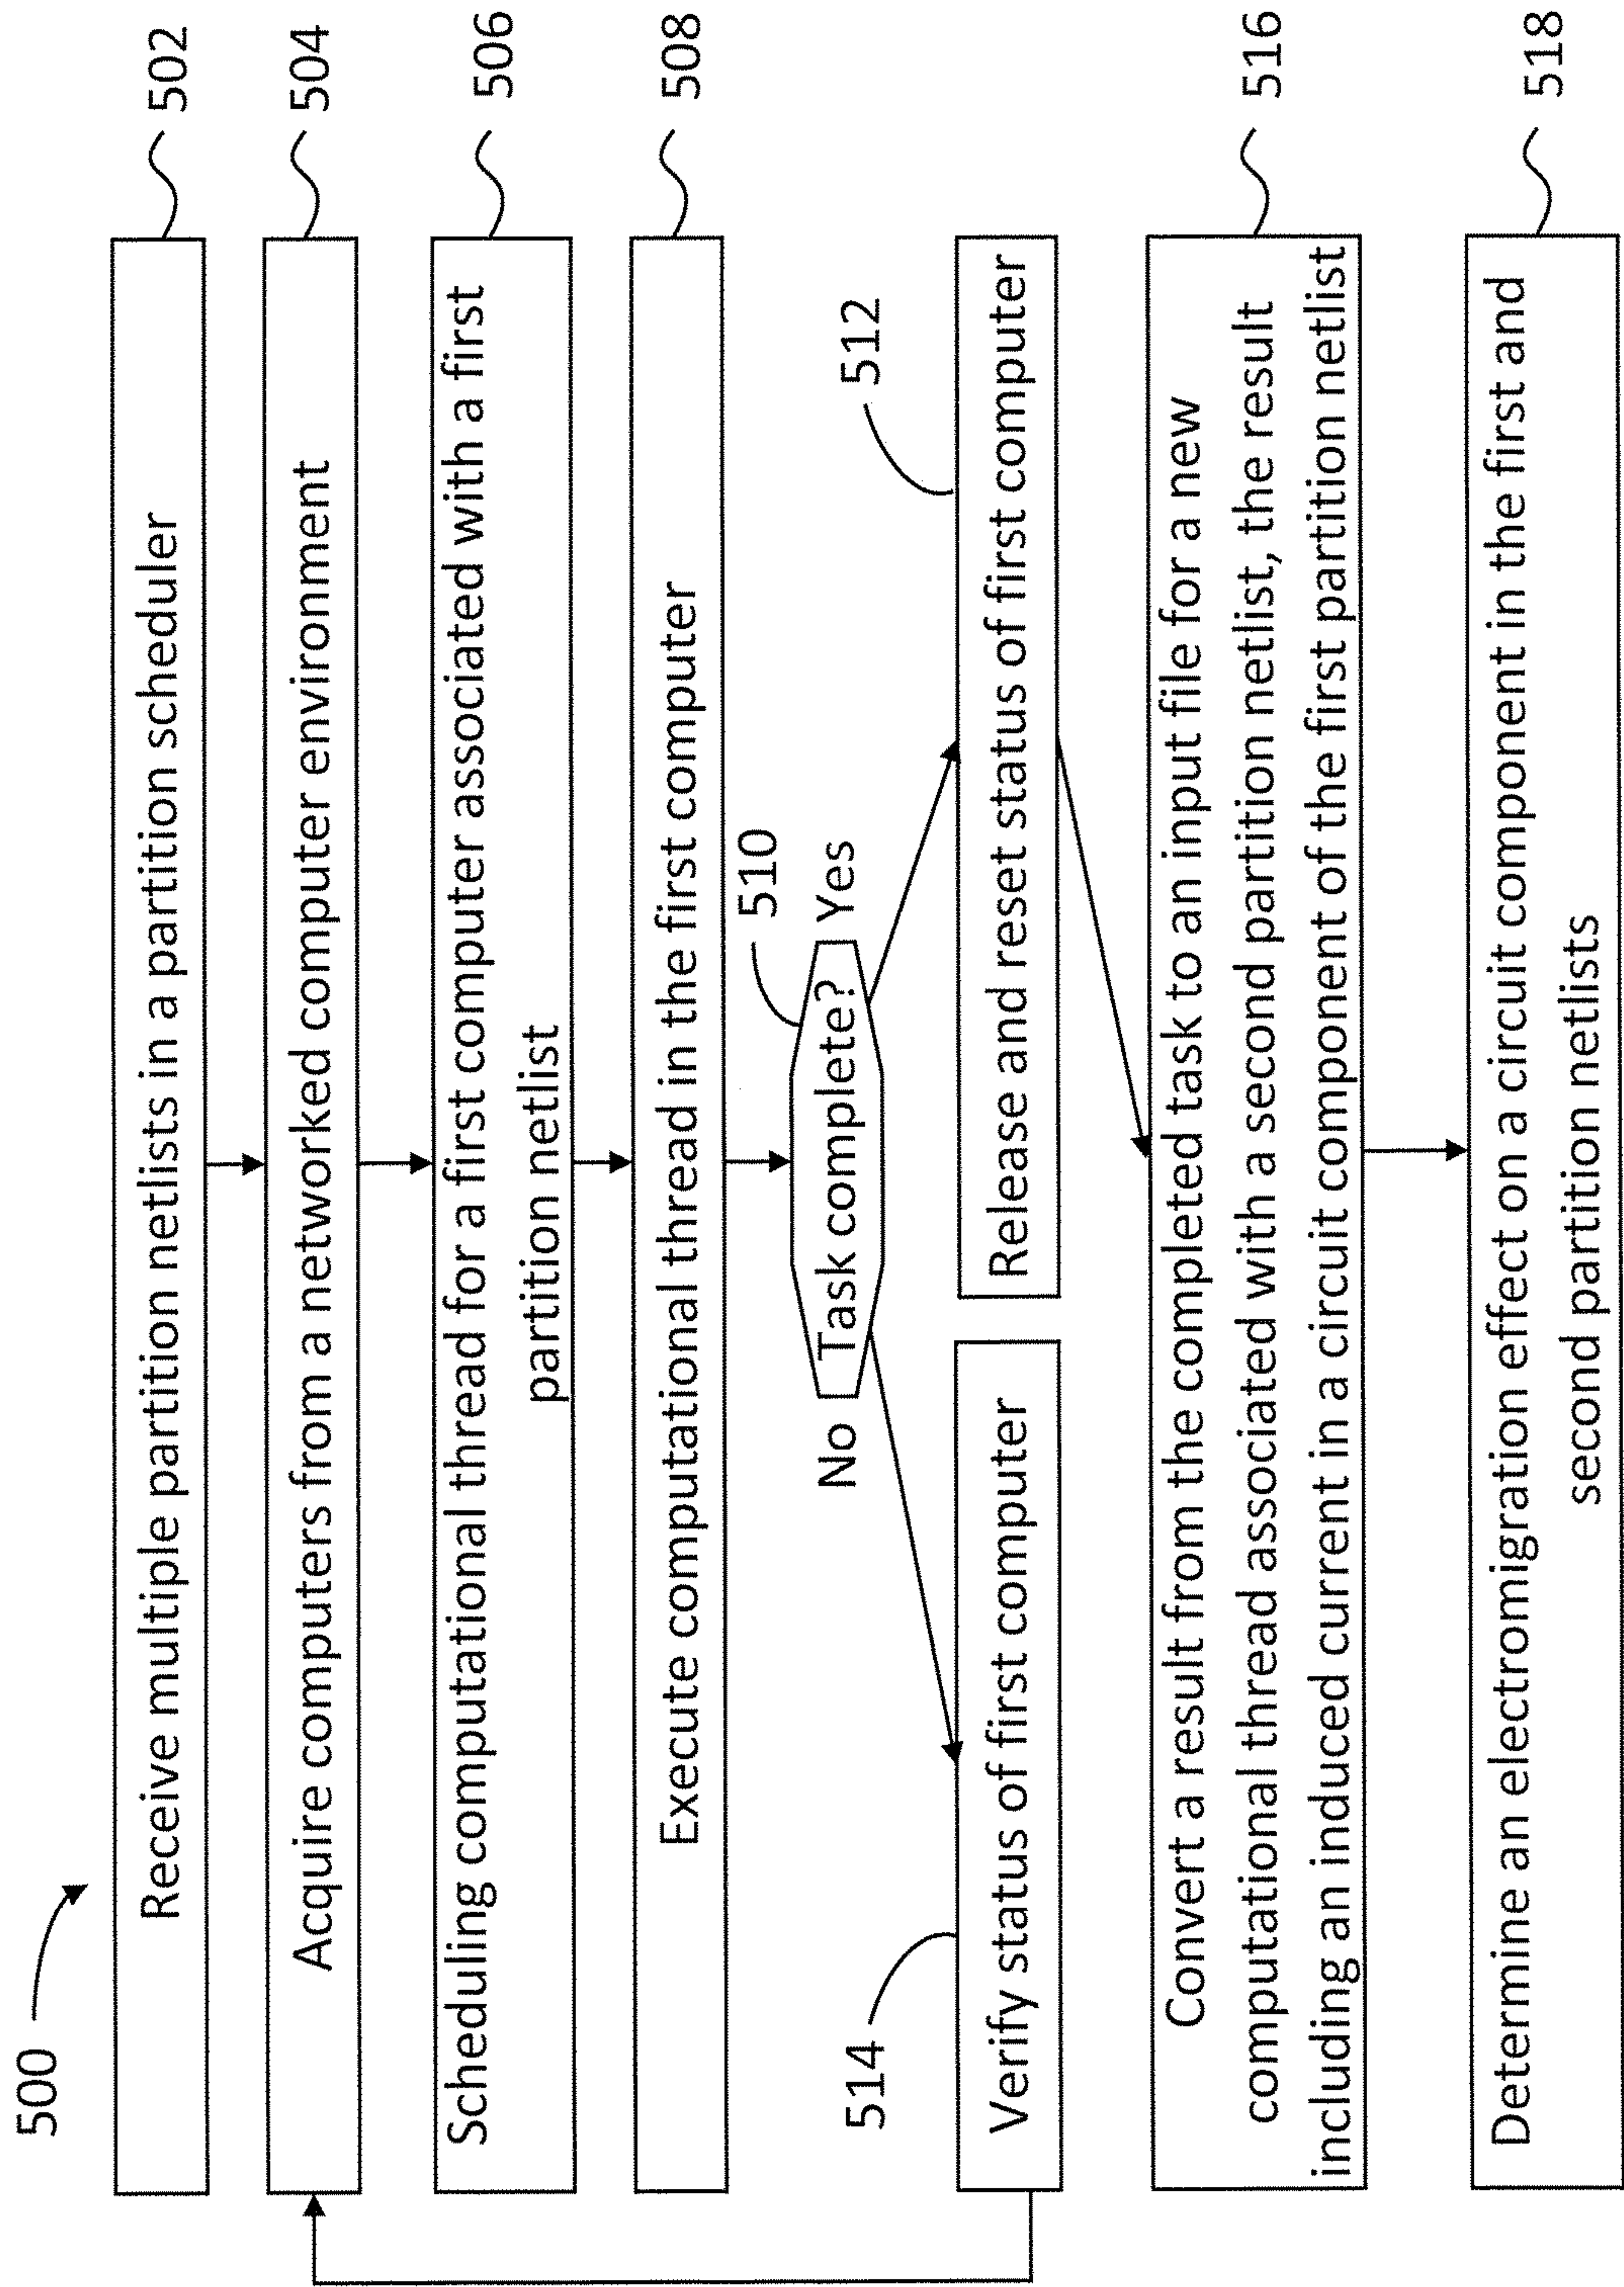 500
Receive multiple partition netlists in a partition scheduler
502
Acquire computers from a networked computer environment
504
Scheduling computational thread for a first computer associated with a first
partition netlist
506
Execute computational thread in the first computer
508
510
No
Task complete?
Yes
514
Verify status of first computer
512
Release and reset status of first computer
Convert a result from the completed task to an input file for a new
computational thread associated with a second partition netlist, the result
including an induced current in a circuit component of the first partition netlist
516
Determine an electromigration effect on a circuit component in the first and
second partition netlists
518